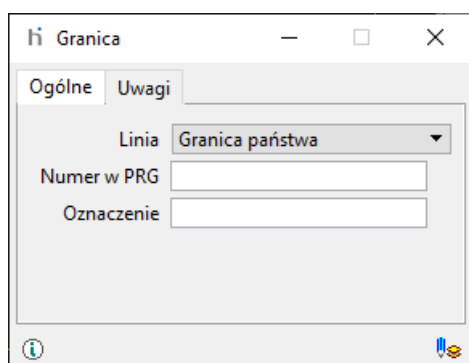 Granica
Ogólne Uwagi
Linia Granica państwa
Numer w PRG
Oznaczenie